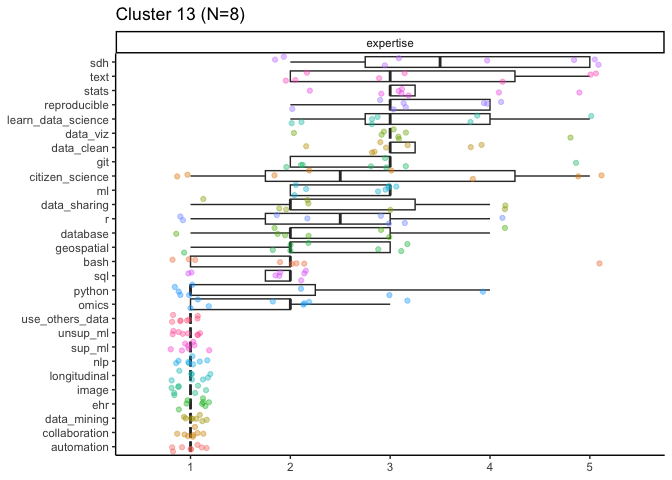 Cluster 13 (N=8)
expertise
sdh
text
stats
reproducible
learn_data_science
data_viz
data_clean
git
citizen_science
ml
data_sharing
r
database
geospatial
bash
sql
python
omics
use_others_data
unsup_ml
sup_ml
nlp
longitudinal
image
ehr
data_mining
collaboration
automation
1 2 3 4 5